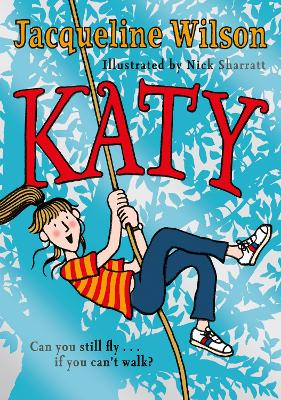 Jacqueline Wilson
Illustrated by Nick Sharratt
KATY
Can you still fly . . .
if you can't walk?